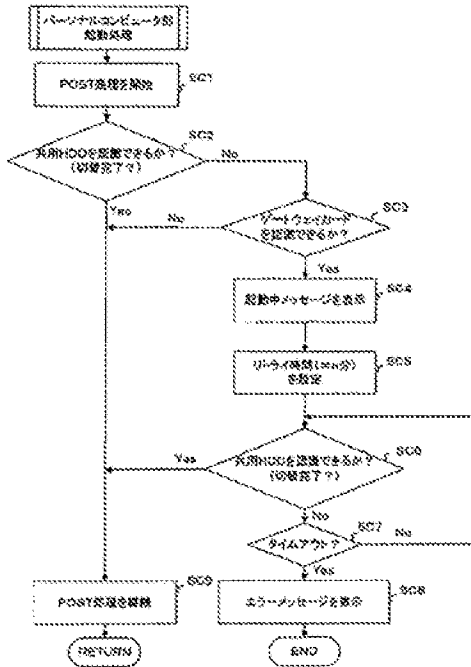 パーソナルコンピュータ部
起動処理
SC1
POST処理を開始
SC2
共用HDDを認識できるか？
(切替完了？)
No
Yes
SC3
ゲートウェイカード
を認識できるか？
No
Yes
SC4
起動中メッセージを表示
SC5
リトライ時間(=n分)
を設定
SC6
共用HDDを認識できるか？
(切替完了？)
Yes
No
SC7
タイムアウト？
No
Yes
SC9
POST処理を継続
SC8
エラーメッセージを表示
RETURN
END